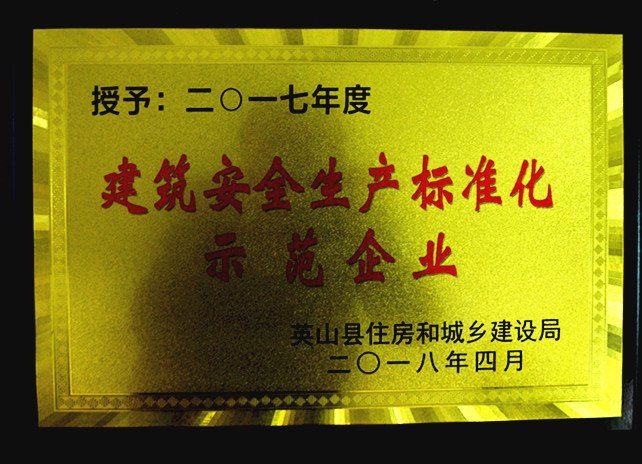 授予：二〇一七年度
建筑安全生产标准化
示范企业
英山县住房和城乡建设局
二〇一八年四月